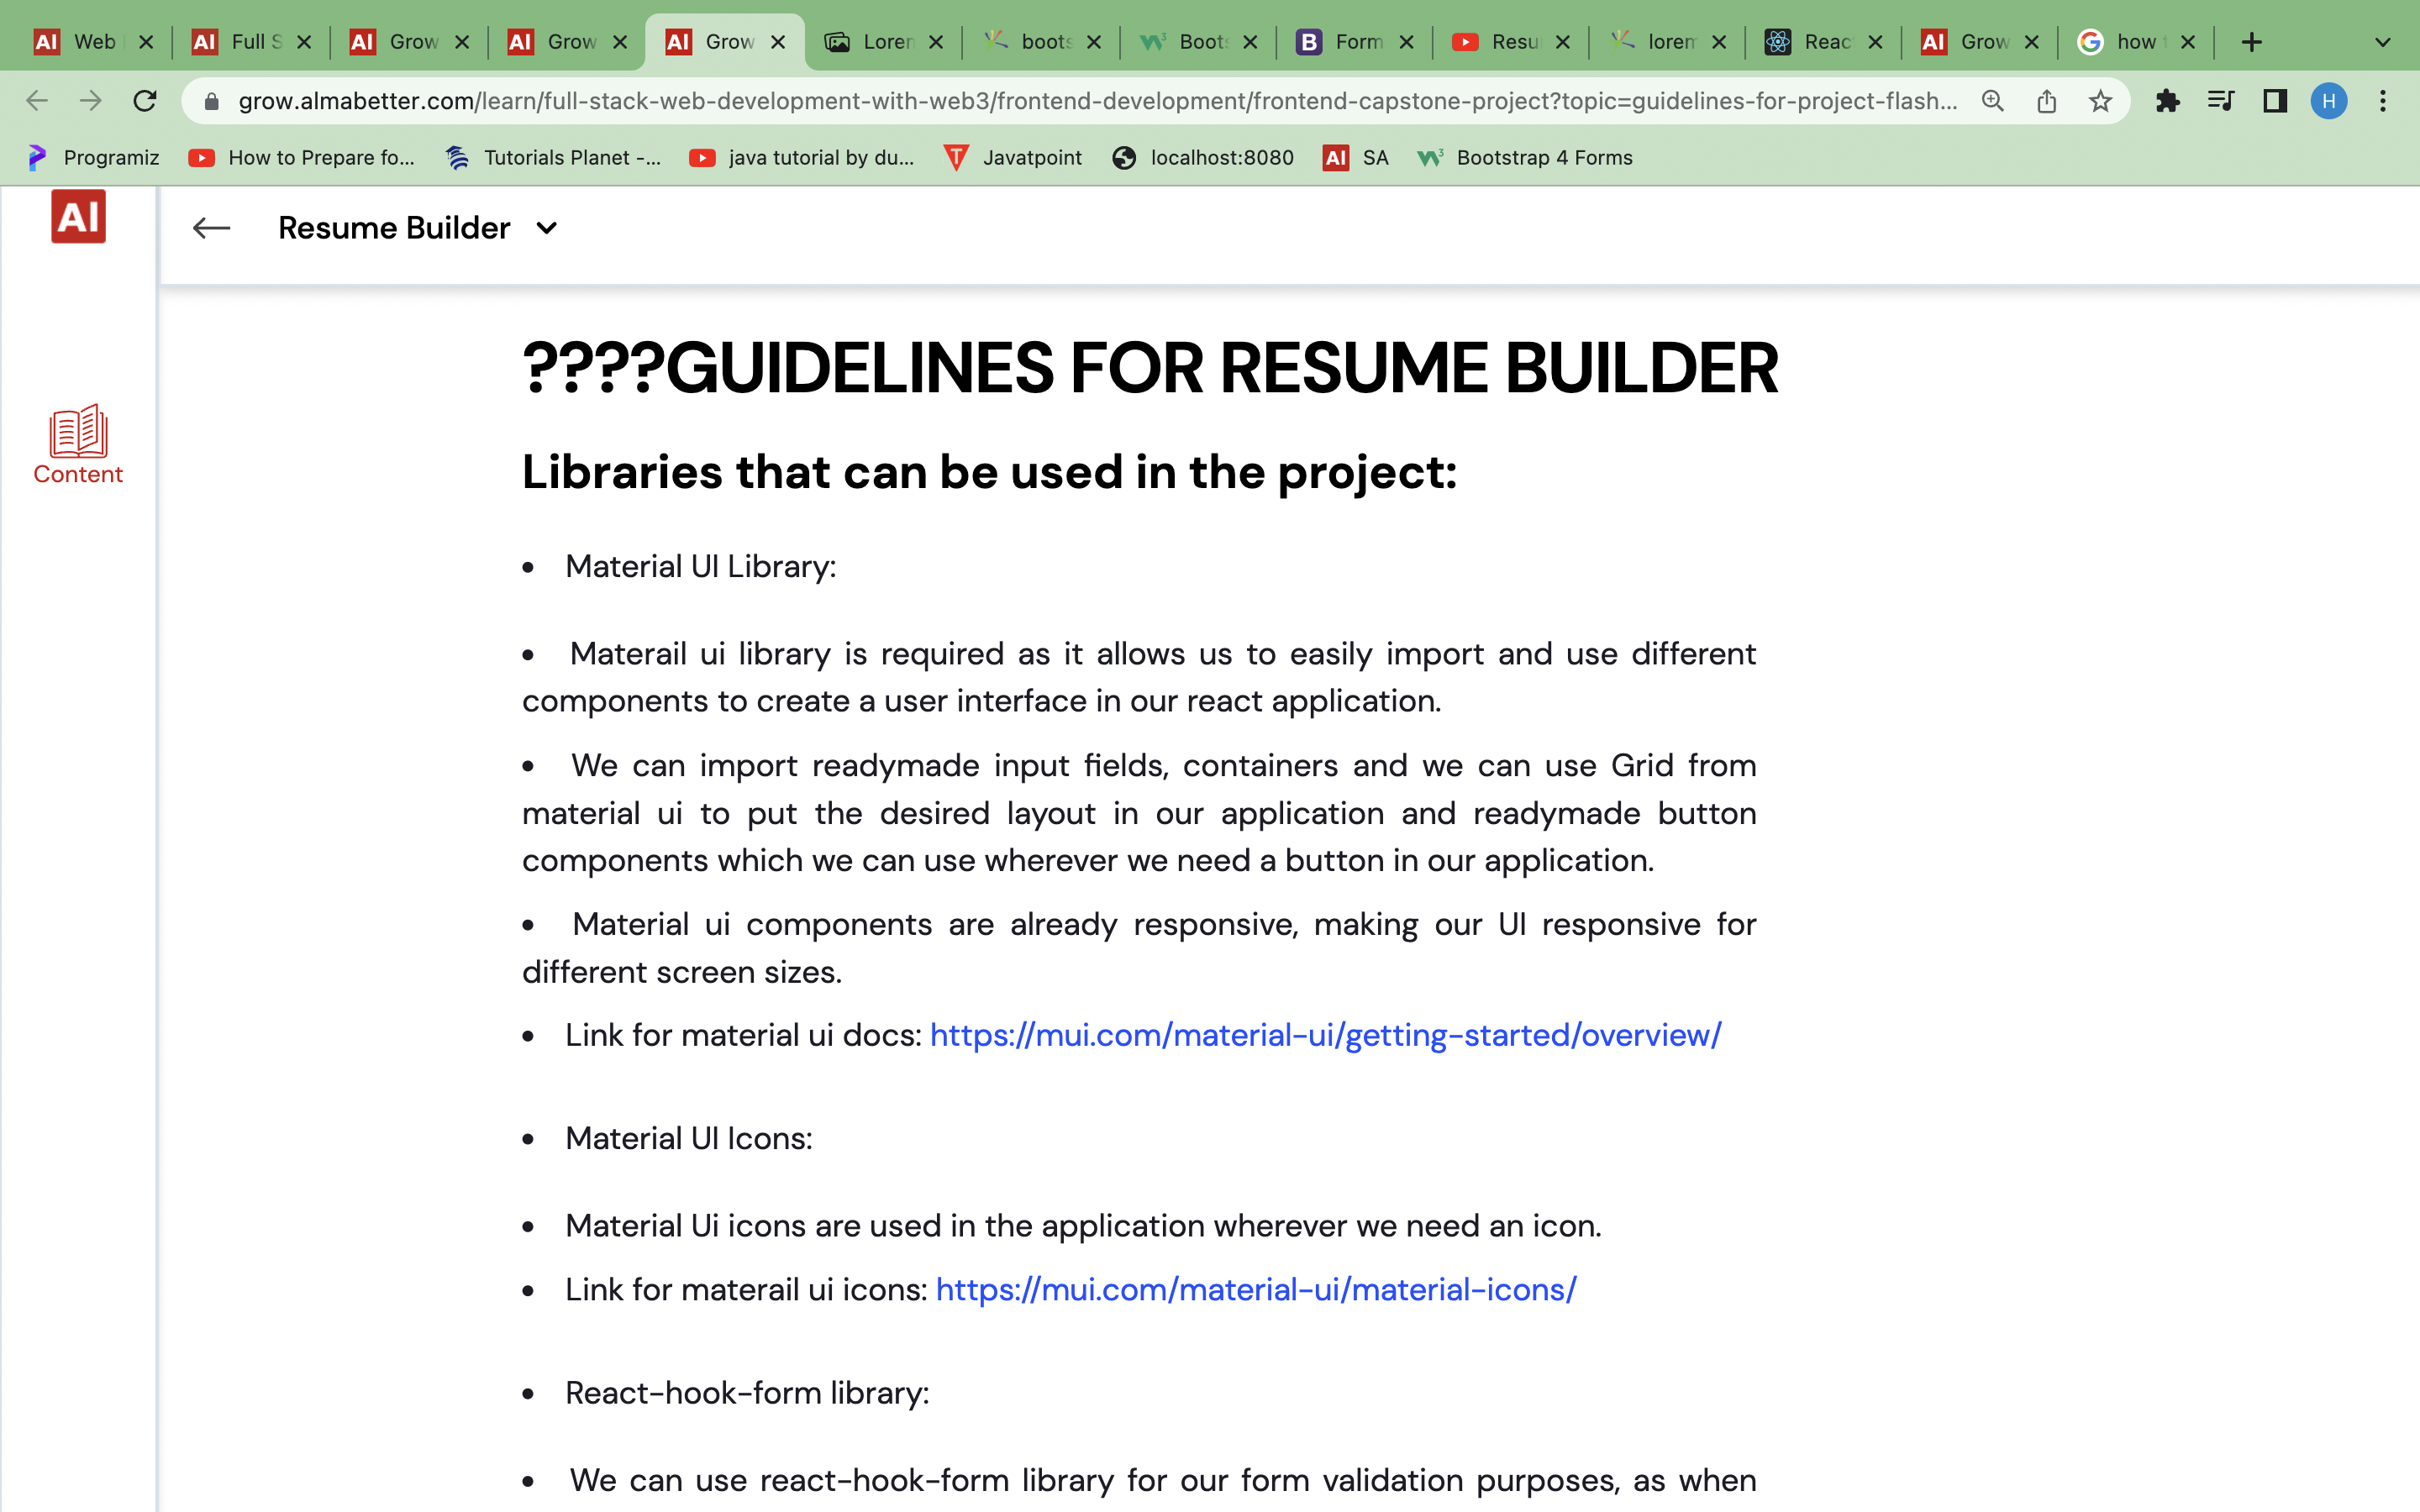 AI Web AI Full S AI Grow AI Grow AI Grow Loren boots Boots B Form Resu lorem Reac AI Grow G how t
grow.almabetter.com/learn/full-stack-web-development-with-web3/frontend-development/frontend-capstone-project?topic=guidelines-for-project-flash... H
Programiz How to Prepare fo... Tutorials Planet -... java tutorial by du... T Javatpoint localhost:8080 AI SA W3 Bootstrap 4 Forms
AI Resume Builder
Content
????GUIDELINES FOR RESUME BUILDER
Libraries that can be used in the project:
• Material UI Library:
• Materail ui library is required as it allows us to easily import and use different
components to create a user interface in our react application.
• We can import readymade input fields, containers and we can use Grid from
material ui to put the desired layout in our application and readymade button
components which we can use wherever we need a button in our application.
• Material ui components are already responsive, making our UI responsive for
different screen sizes.
• Link for material ui docs: https://mui.com/material-ui/getting-started/overview/
• Material UI Icons:
• Material Ui icons are used in the application wherever we need an icon.
• Link for materail ui icons: https://mui.com/material-ui/material-icons/
• React-hook-form library:
• We can use react-hook-form library for our form validation purposes, as when